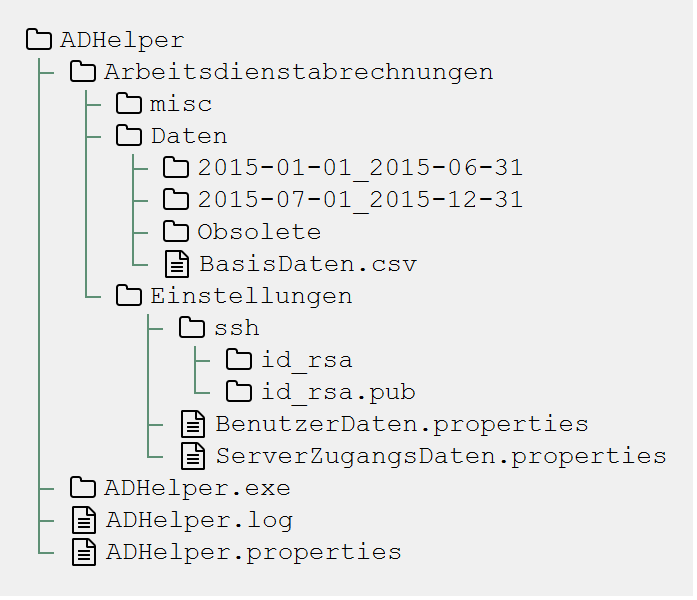 ADHelper
Arbeitsdienstabrechnungen
misc
Daten
2015-01-01_2015-06-31
2015-07-01_2015-12-31
Obsolete
BasisDaten.csv
Einstellungen
ssh
id_rsa
id_rsa.pub
BenutzerDaten.properties
ServerZugangsDaten.properties
ADHelper.exe
ADHelper.log
ADHelper.properties